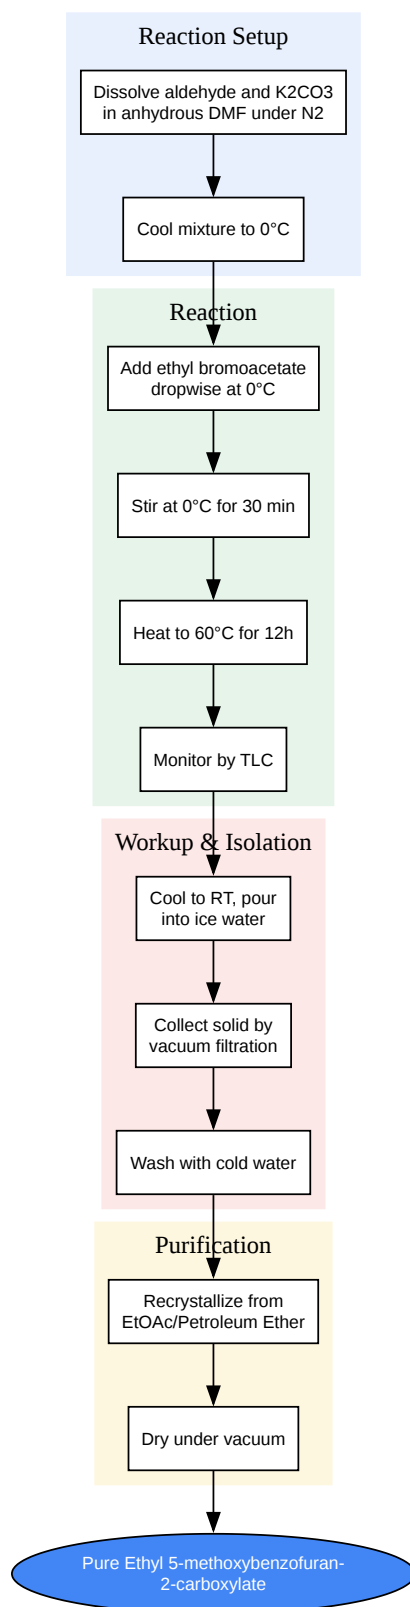 Reaction Setup
Dissolve aldehyde and K2CO3
in anhydrous DMF under N2
Cool mixture to 0°C
Reaction
Add ethyl bromoacetate
dropwise at 0°C
Stir at 0°C for 30 min
Heat to 60°C for 12h
Monitor by TLC
Workup & Isolation
Cool to RT, pour
into ice water
Collect solid by
vacuum filtration
Wash with cold water
Purification
Recrystallize from
EtOAc/Petroleum Ether
Dry under vacuum
Pure Ethyl 5-methoxybenzofuran-
2-carboxylate